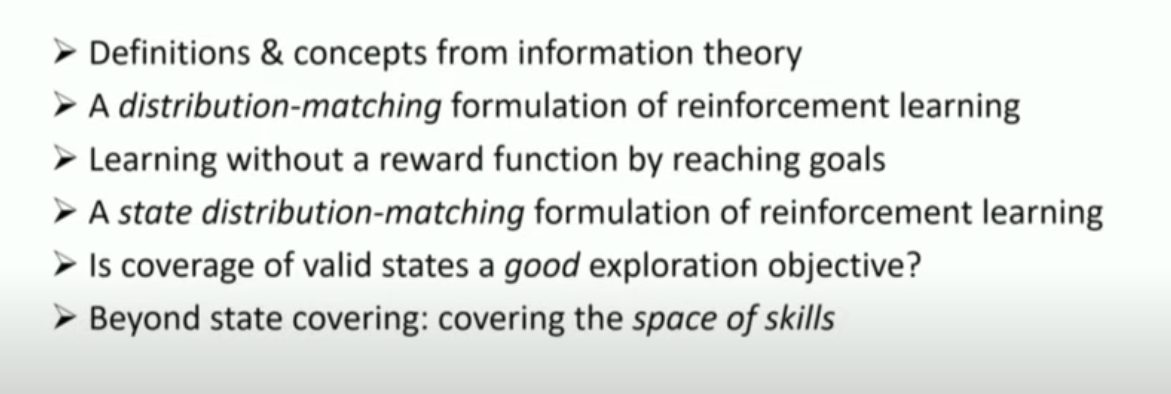 ➢ Definitions & concepts from information theory
➢ A distribution-matching formulation of reinforcement learning
➢ Learning without a reward function by reaching goals
➢ A state distribution-matching formulation of reinforcement learning
➢ Is coverage of valid states a good exploration objective?
➢ Beyond state covering: covering the space of skills